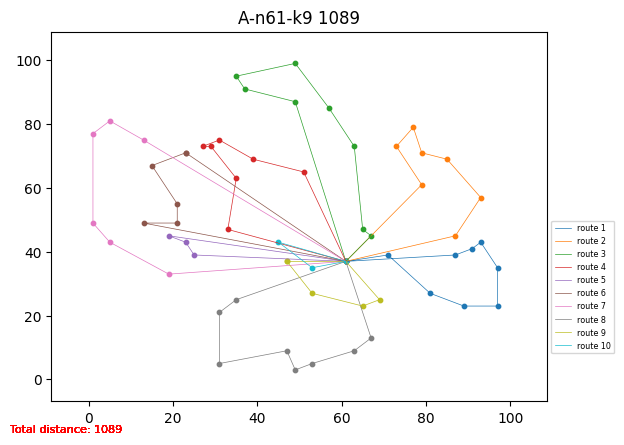 A-n61-k9 1089
100
80
60
40
20
0
0 20 40 60 80 100
route 1
route 2
route 3
route 4
route 5
route 6
route 7
route 8
route 9
route 10
Total distance: 1089